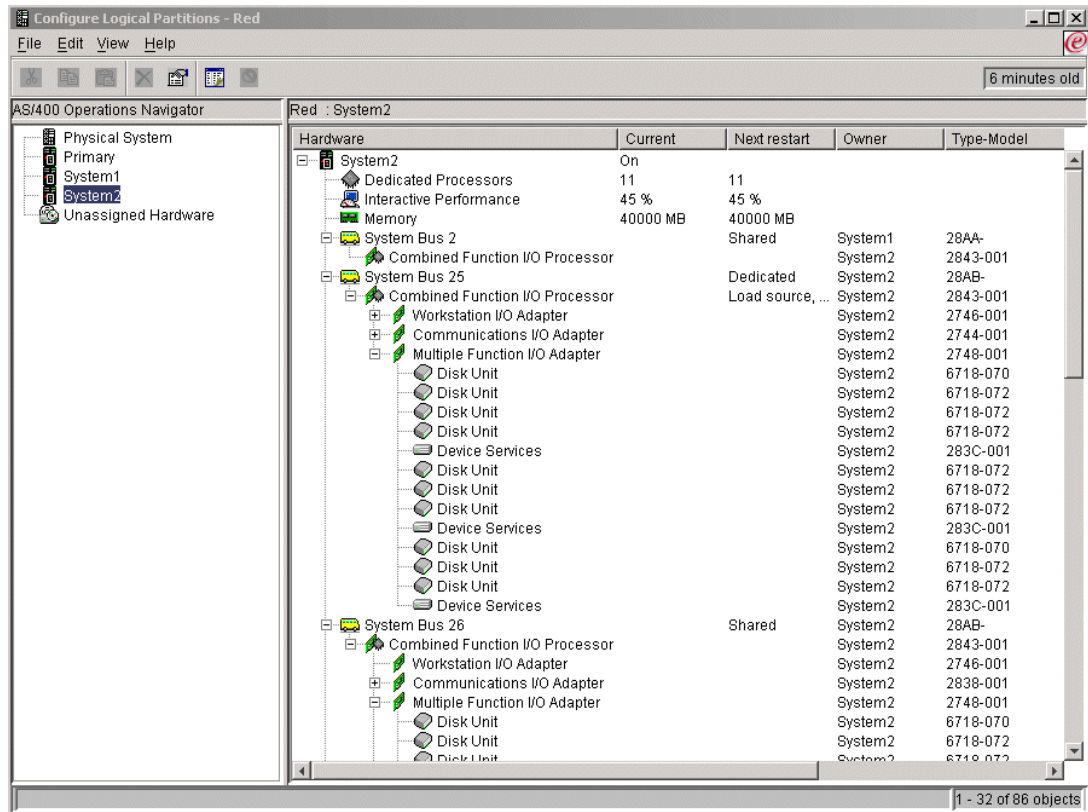 Configure Logical Partitions - Red
File Edit View Help
6 minutes old
AS/400 Operations Navigator
Red : System2
Physical System
Primary
System1
System2
Unassigned Hardware
Hardware Current Next restart Owner Type-Model
System2 On
Dedicated Processors 11 11
Interactive Performance 45 % 45 %
Memory 40000 MB 40000 MB
System Bus 2 Shared System1 28AA-
Combined Function I/O Processor System2 2843-001
System Bus 25 Dedicated System2 28AB-
Combined Function I/O Processor Load source, ... System2 2843-001
Workstation I/O Adapter System2 2746-001
Communications I/O Adapter System2 2744-001
Multiple Function I/O Adapter System2 2748-001
Disk Unit System2 6718-070
Disk Unit System2 6718-072
Disk Unit System2 6718-072
Disk Unit System2 6718-072
Device Services System2 283C-001
Disk Unit System2 6718-072
Disk Unit System2 6718-072
Disk Unit System2 6718-072
Device Services System2 283C-001
Disk Unit System2 6718-070
Disk Unit System2 6718-072
Disk Unit System2 6718-072
Device Services System2 283C-001
System Bus 26 Shared System2 28AB-
Combined Function I/O Processor System2 2843-001
Workstation I/O Adapter System2 2746-001
Communications I/O Adapter System2 2838-001
Multiple Function I/O Adapter System2 2748-001
Disk Unit System2 6718-070
Disk Unit System2 6718-072
Disk Unit System2 6718-072
1 - 32 of 86 objects